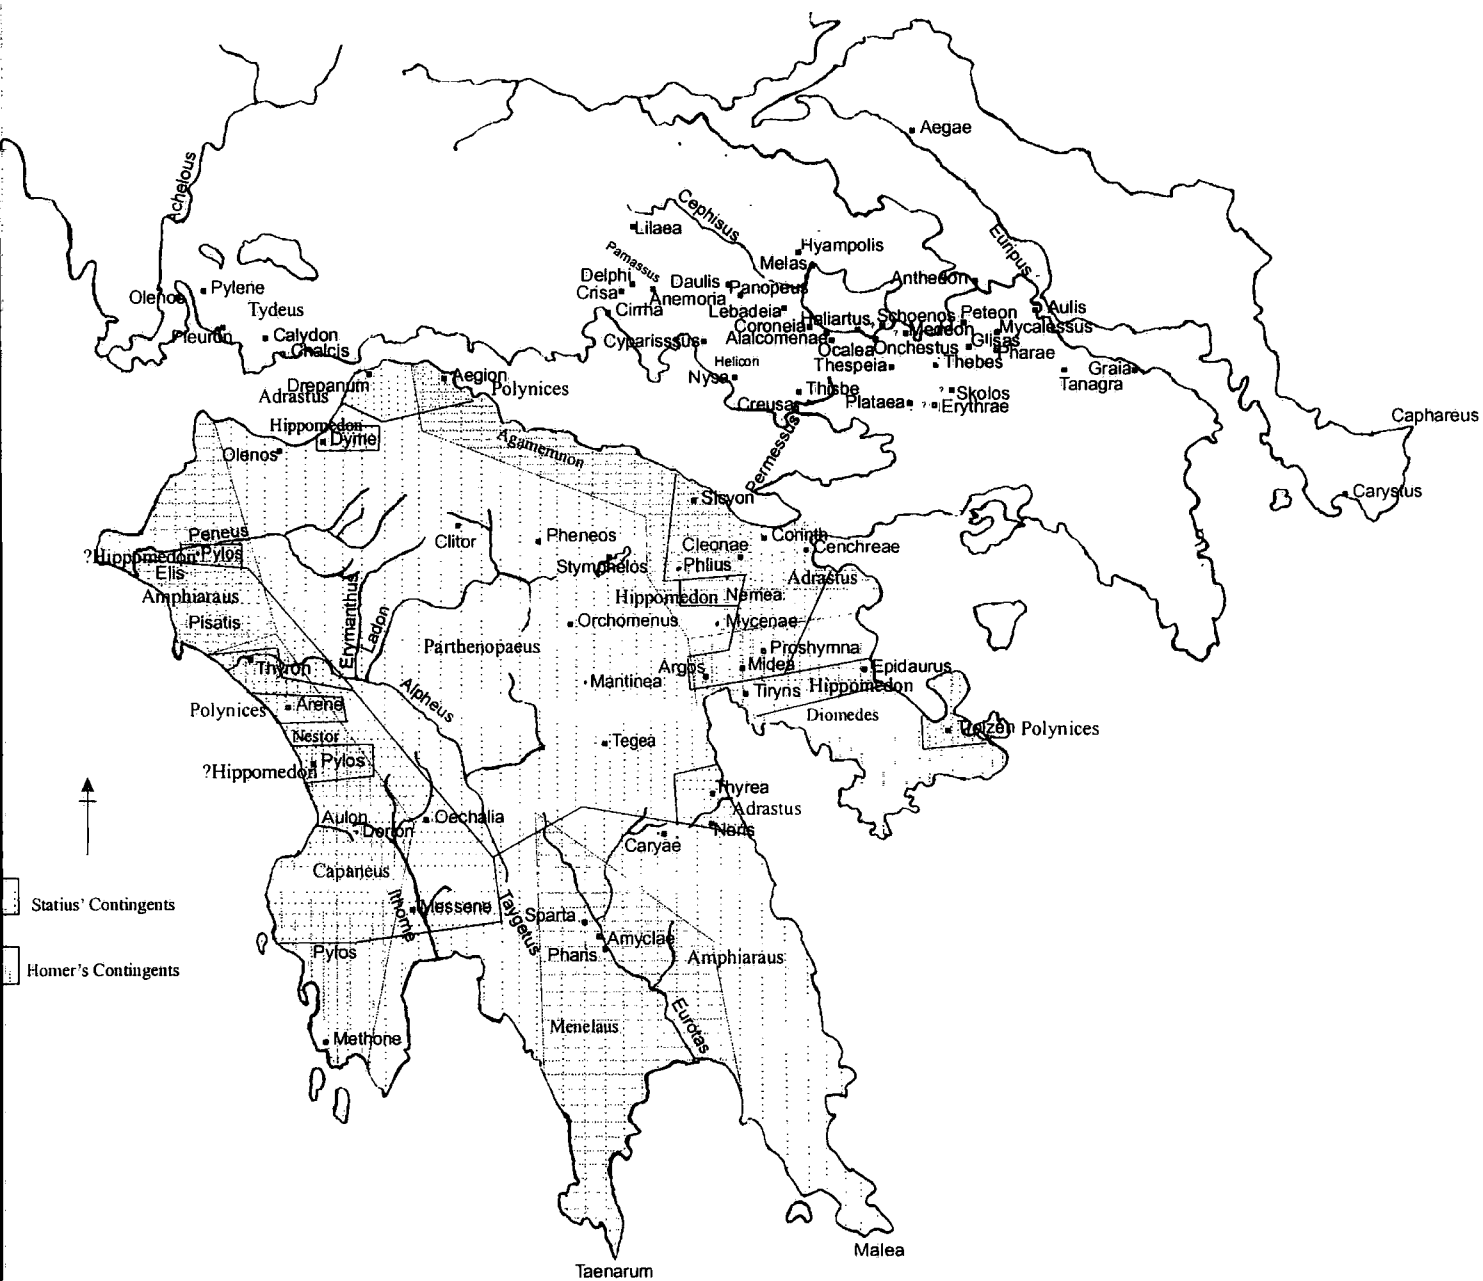 Aegae
Achelous
Cephisus
Lilaea
Euripus
Hyampolis
Parnassus
Melas
Delphi
Daulis
Panopeus
Anthedon
Crisa
Anemoria
Olenos
Pylene
Tydeus
Cirrha
Lebadeia
Haliartus
Schoenos
Peteon
Aulis
Coroneia
Medeon
Mycalessus
Pleuron
Calydon
Chalcis
Cyparisssus
Alalcomenae
Ocalea
Onchestus
Glisas
Pharae
Helicon
Thespeia
Thebes
Graia
Tanagra
Drepanum
Aegion
Polynices
Nysa
Thisbe
? Skolos
Adrastus
Creusa
Plataea
? Erythrae
Caphareus
Hippomedon
Dyme
Agamemnon
Permessus
Olenos
Carystus
Sicyon
Peneus
Clitor
Pheneos
Corinth
Cenchreae
Cleonae
?Hippomedon
Pylos
Stymphelos
Phlius
Adrastus
Elis
Amphiaraus
Erymanthus
Ladon
Hippomedon
Nemea
Pisatis
Orchomenus
Mycenae
Parthenopaeus
Proshymna
Thyron
Argos
Midea
Epidaurus
Alpheus
Mantinea
Tiryns
Hippomedon
Polynices
Arene
Diomedes
Nestor
Troizen
Polynices
Tegea
Pylos
?Hippomedon
Thyrea
Adrastus
Aulon
Dorion
Oechalia
Neris
Caryae
Capaneus
Ithome
Messene
Taygetus
Sparta
Statius' Contingents
Amyclae
Pharis
Pylos
Amphiaraus
Homer's Contingents
Menelaus
Eurotas
Methone
Malea
Taenarum